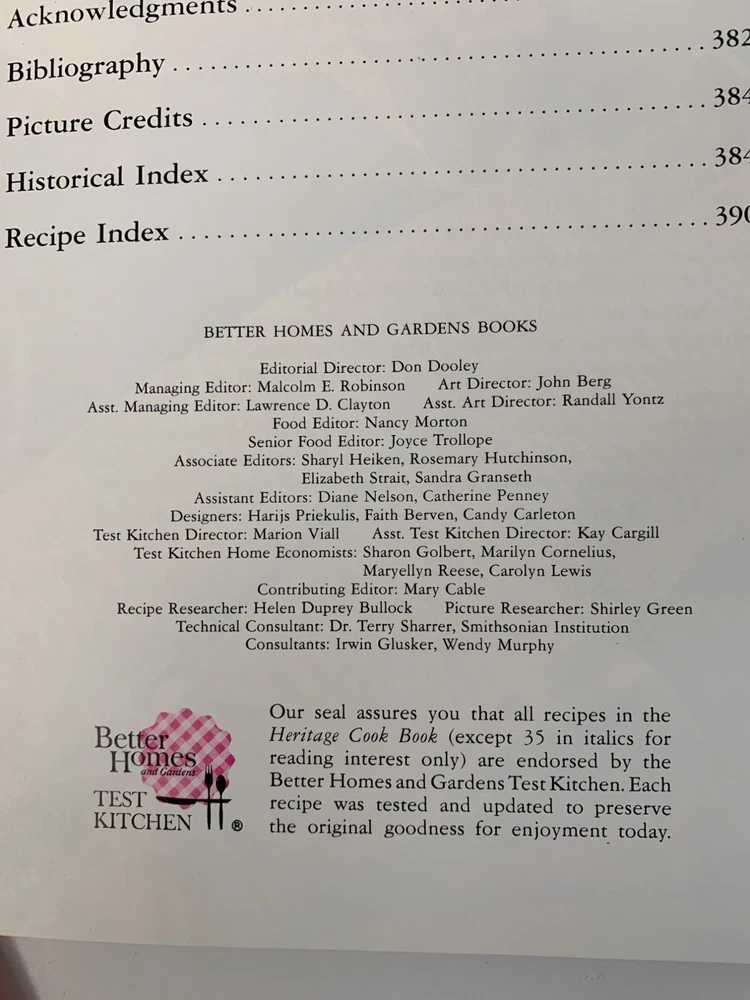 Acknowledgments . . . . . . . . . . . . . . . . . .
Bibliography . . . . . . . . . . . . . . . . . . . . . . . . . . . . . . . . . . . . . . . . . . 382
Picture Credits . . . . . . . . . . . . . . . . . . . . . . . . . . . . . . . . . . . . . . . . 384
Historical Index . . . . . . . . . . . . . . . . . . . . . . . . . . . . . . . . . . . . . . . 384
Recipe Index . . . . . . . . . . . . . . . . . . . . . . . . . . . . . . . . . . . . . . . . . . 390
BETTER HOMES AND GARDENS BOOKS
Editorial Director: Don Dooley
Managing Editor: Malcolm E. Robinson Art Director: John Berg
Asst. Managing Editor: Lawrence D. Clayton Asst. Art Director: Randall Yontz
Food Editor: Nancy Morton
Senior Food Editor: Joyce Trollope
Associate Editors: Sharyl Heiken, Rosemary Hutchinson,
Elizabeth Strait, Sandra Granseth
Assistant Editors: Diane Nelson, Catherine Penney
Designers: Harijs Priekulis, Faith Berven, Candy Carleton
Test Kitchen Director: Marion Viall Asst. Test Kitchen Director: Kay Cargill
Test Kitchen Home Economists: Sharon Golbert, Marilyn Cornelius,
Maryellyn Reese, Carolyn Lewis
Contributing Editor: Mary Cable
Recipe Researcher: Helen Duprey Bullock Picture Researcher: Shirley Green
Technical Consultant: Dr. Terry Sharrer, Smithsonian Institution
Consultants: Irwin Glusker, Wendy Murphy
Better
Homes
and Gardens
TEST
KITCHEN ®
Our seal assures you that all recipes in the
Heritage Cook Book (except 35 in italics for
reading interest only) are endorsed by the
Better Homes and Gardens Test Kitchen. Each
recipe was tested and updated to preserve
the original goodness for enjoyment today.